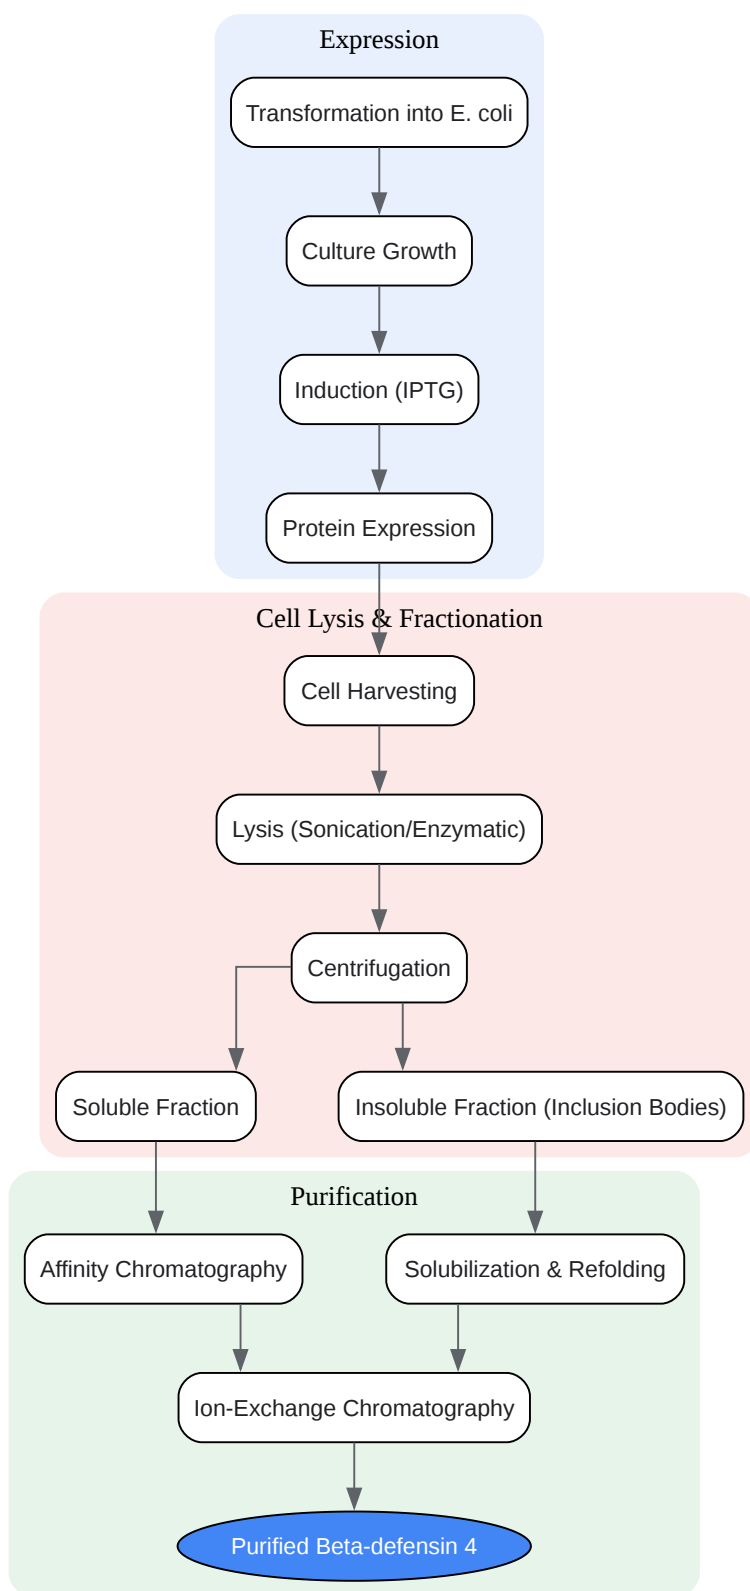 Expression
Transformation into E. coli
Culture Growth
Induction (IPTG)
Protein Expression
Cell Lysis & Fractionation
Cell Harvesting
Lysis (Sonication/Enzymatic)
Centrifugation
Soluble Fraction
Insoluble Fraction (Inclusion Bodies)
Purification
Affinity Chromatography
Solubilization & Refolding
Ion-Exchange Chromatography
Purified Beta-defensin 4